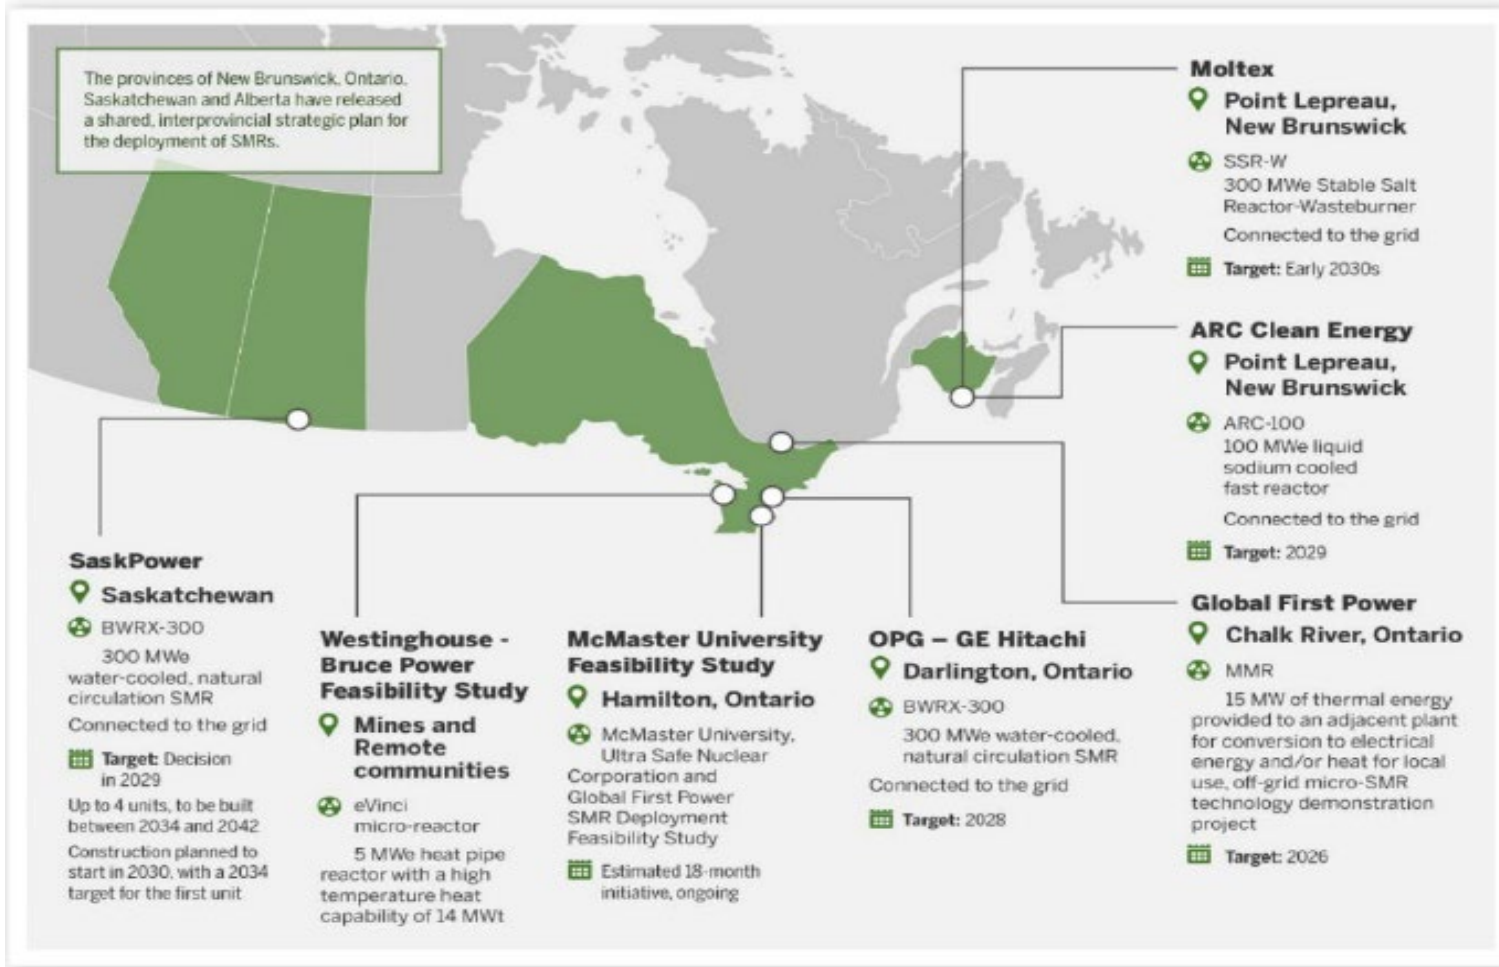 The provinces of New Brunswick, Ontario,
Saskatchewan and Alberta have released
a shared, interprovincial strategic plan for
the deployment of SMRs.
Moltex
Point Lepreau,
New Brunswick
SSR-W
300 MWe Stable Salt
Reactor-Wasteburner
Connected to the grid
Target: Early 2030s
ARC Clean Energy
Point Lepreau,
New Brunswick
ARC-100
100 MWe liquid
sodium cooled
fast reactor
Connected to the grid
Target: 2029
Global First Power
Chalk River, Ontario
MMR
15 MW of thermal energy
provided to an adjacent plant
for conversion to electrical
energy and/or heat for local
use, off-grid micro-SMR
technology demonstration
project
Target: 2026
SaskPower
Saskatchewan
BWRX-300
300 MWe
water-cooled, natural
circulation SMR
Connected to the grid
Target: Decision
in 2029
Up to 4 units, to be built
between 2034 and 2042
Construction planned to
start in 2030, with a 2034
target for the first unit
Westinghouse -
Bruce Power
Feasibility Study
Mines and
Remote
communities
eVinci
micro-reactor
5 MWe heat pipe
reactor with a high
temperature heat
capability of 14 MWt
McMaster University
Feasibility Study
Hamilton, Ontario
McMaster University,
Ultra Safe Nuclear
Corporation and
Global First Power
SMR Deployment
Feasibility Study
Estimated 18-month
initiative, ongoing
OPG – GE Hitachi
Darlington, Ontario
BWRX-300
300 MWe water-cooled,
natural circulation SMR
Connected to the grid
Target: 2028